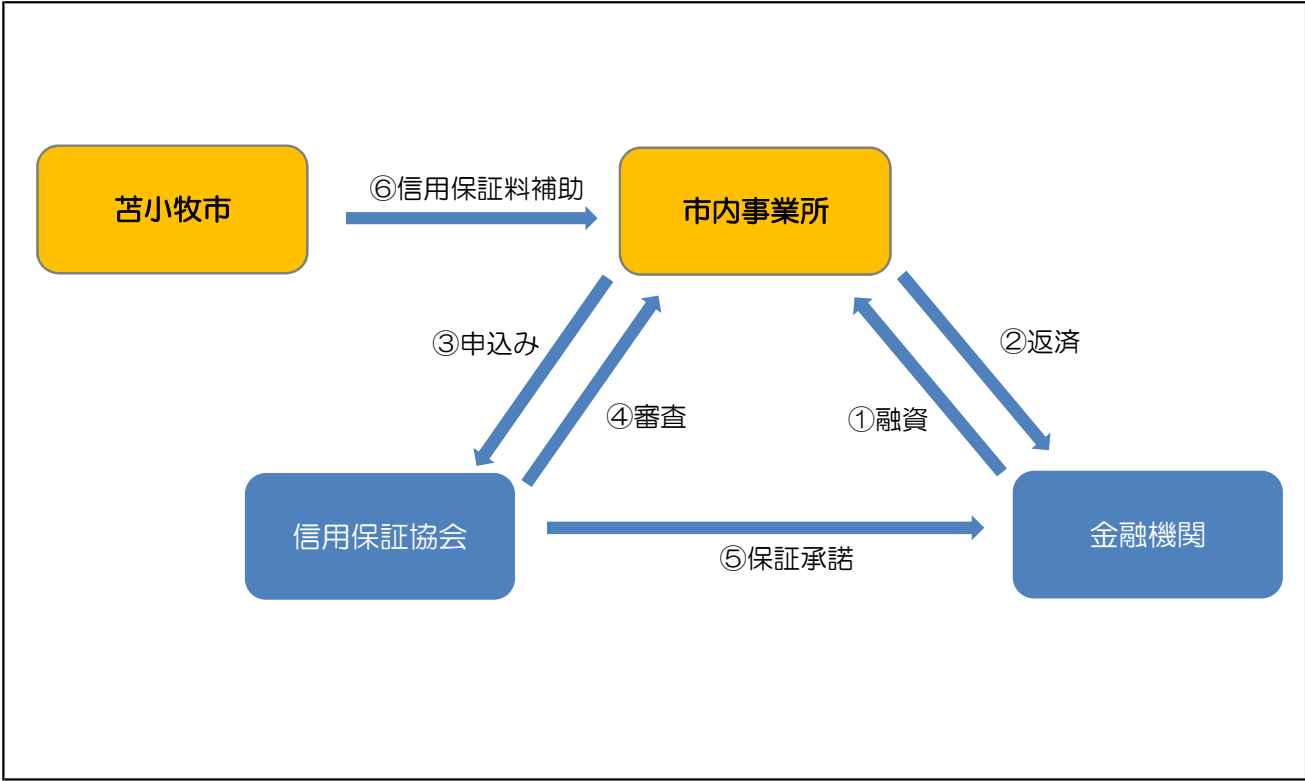 ⑥信用保証料補助
苫小牧市
市内事業所
③申込み
②返済
④審査
①融資
信用保証協会
金融機関
⑤保証承諾